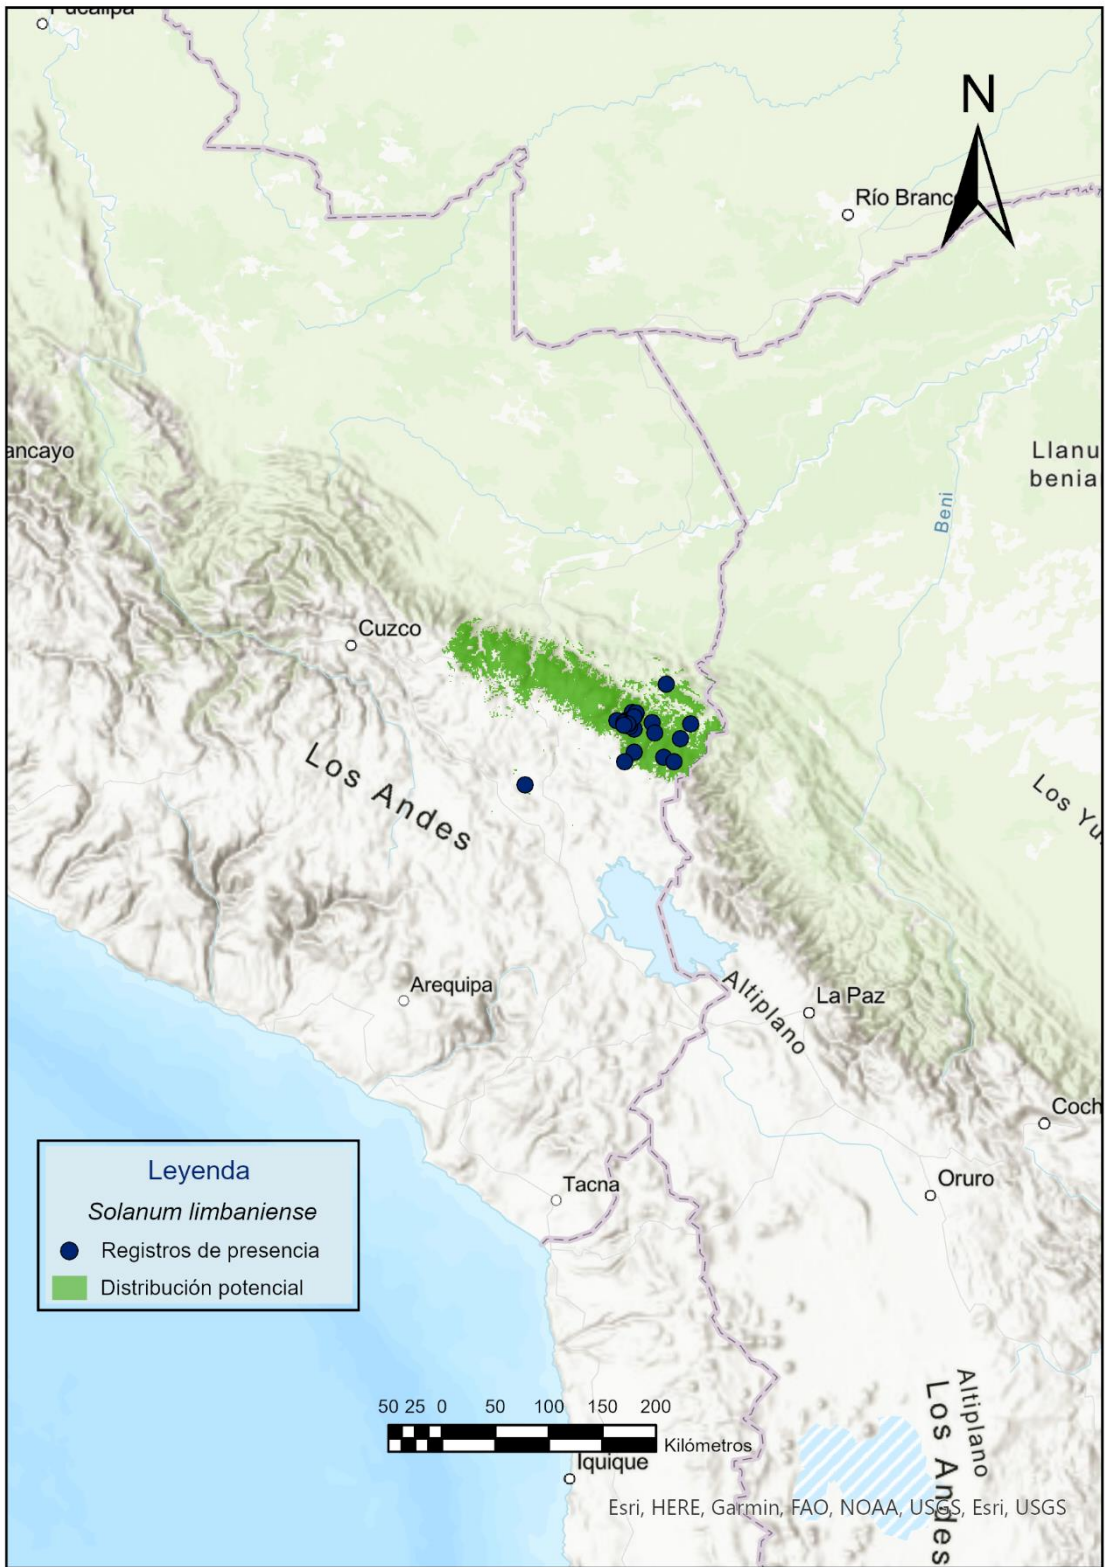 Pucallpa
N
Río Branco
ancayo
Llanu
benia
Beni
Cuzco
Los Andes
Los Yu
Arequipa
Altiplano
La Paz
Coch
Leyenda
Solanum limbaniense
Registros de presencia
Distribución potencial
Tacna
Oruro
Altiplano
Los Andes
50 25 0 50 100 150 200
Kilómetros
Iquique
Esri, HERE, Garmin, FAO, NOAA, USGS, Esri, USGS